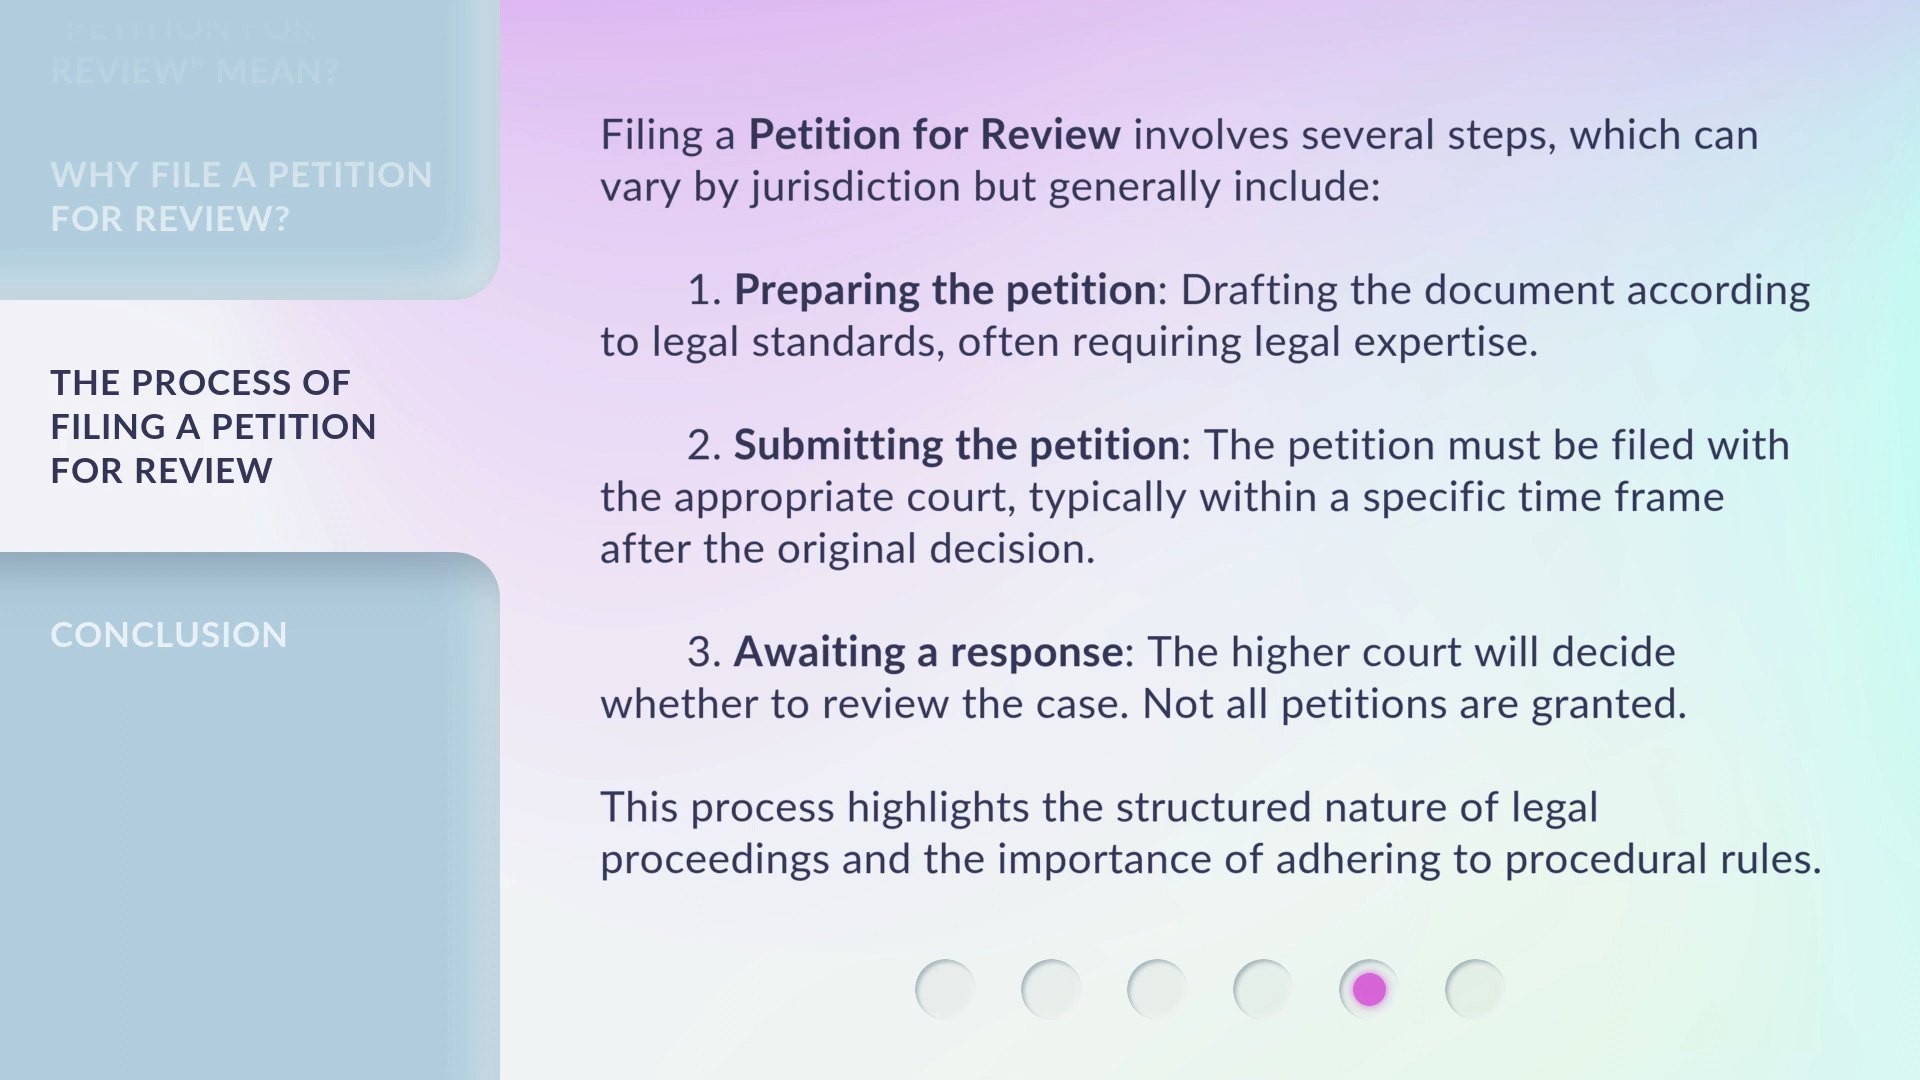 "PETITION FOR
REVIEW" MEAN?
WHY FILE A PETITION
FOR REVIEW?
THE PROCESS OF
FILING A PETITION
FOR REVIEW
CONCLUSION
Filing a Petition for Review involves several steps, which can
vary by jurisdiction but generally include:
1. Preparing the petition: Drafting the document according
to legal standards, often requiring legal expertise.
2. Submitting the petition: The petition must be filed with
the appropriate court, typically within a specific time frame
after the original decision.
3. Awaiting a response: The higher court will decide
whether to review the case. Not all petitions are granted.
This process highlights the structured nature of legal
proceedings and the importance of adhering to procedural rules.